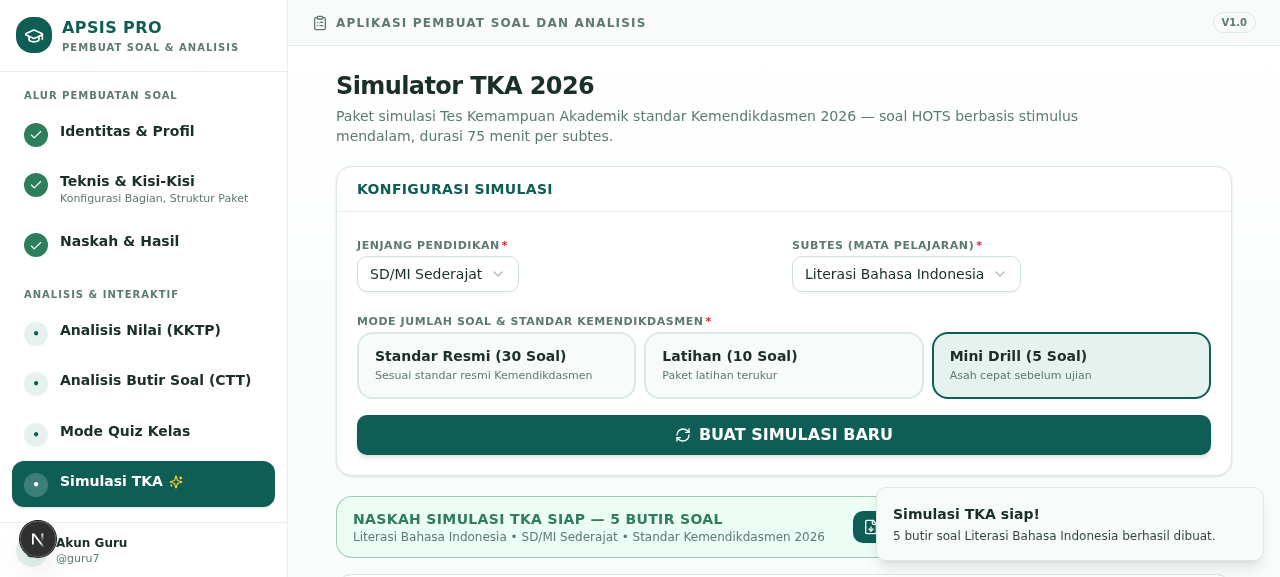 APSIS PRO
PEMBUAT SOAL & ANALISIS
ALUR PEMBUATAN SOAL
Identitas & Profil
Teknis & Kisi-Kisi
Konfigurasi Bagian, Struktur Paket
Naskah & Hasil
ANALISIS & INTERAKTIF
Analisis Nilai (KKTP)
Analisis Butir Soal (CTT)
Mode Quiz Kelas
Simulasi TKA ✨
N
Akun Guru
@guru7
APLIKASI PEMBUAT SOAL DAN ANALISIS
V1.0
Simulator TKA 2026
Paket simulasi Tes Kemampuan Akademik standar Kemendikdasmen 2026 — soal HOTS berbasis stimulus
mendalam, durasi 75 menit per subtes.
KONFIGURASI SIMULASI
JENJANG PENDIDIKAN*
SD/MI Sederajat
SUBTES (MATA PELAJARAN)*
Literasi Bahasa Indonesia
MODE JUMLAH SOAL & STANDAR KEMENDIKDASMEN*
Standar Resmi (30 Soal)
Sesuai standar resmi Kemendikdasmen
Latihan (10 Soal)
Paket latihan terukur
Mini Drill (5 Soal)
Asah cepat sebelum ujian
BUAT SIMULASI BARU
NASKAH SIMULASI TKA SIAP — 5 BUTIR SOAL
Literasi Bahasa Indonesia • SD/MI Sederajat • Standar Kemendikdasmen 2026
Simulasi TKA siap!
5 butir soal Literasi Bahasa Indonesia berhasil dibuat.